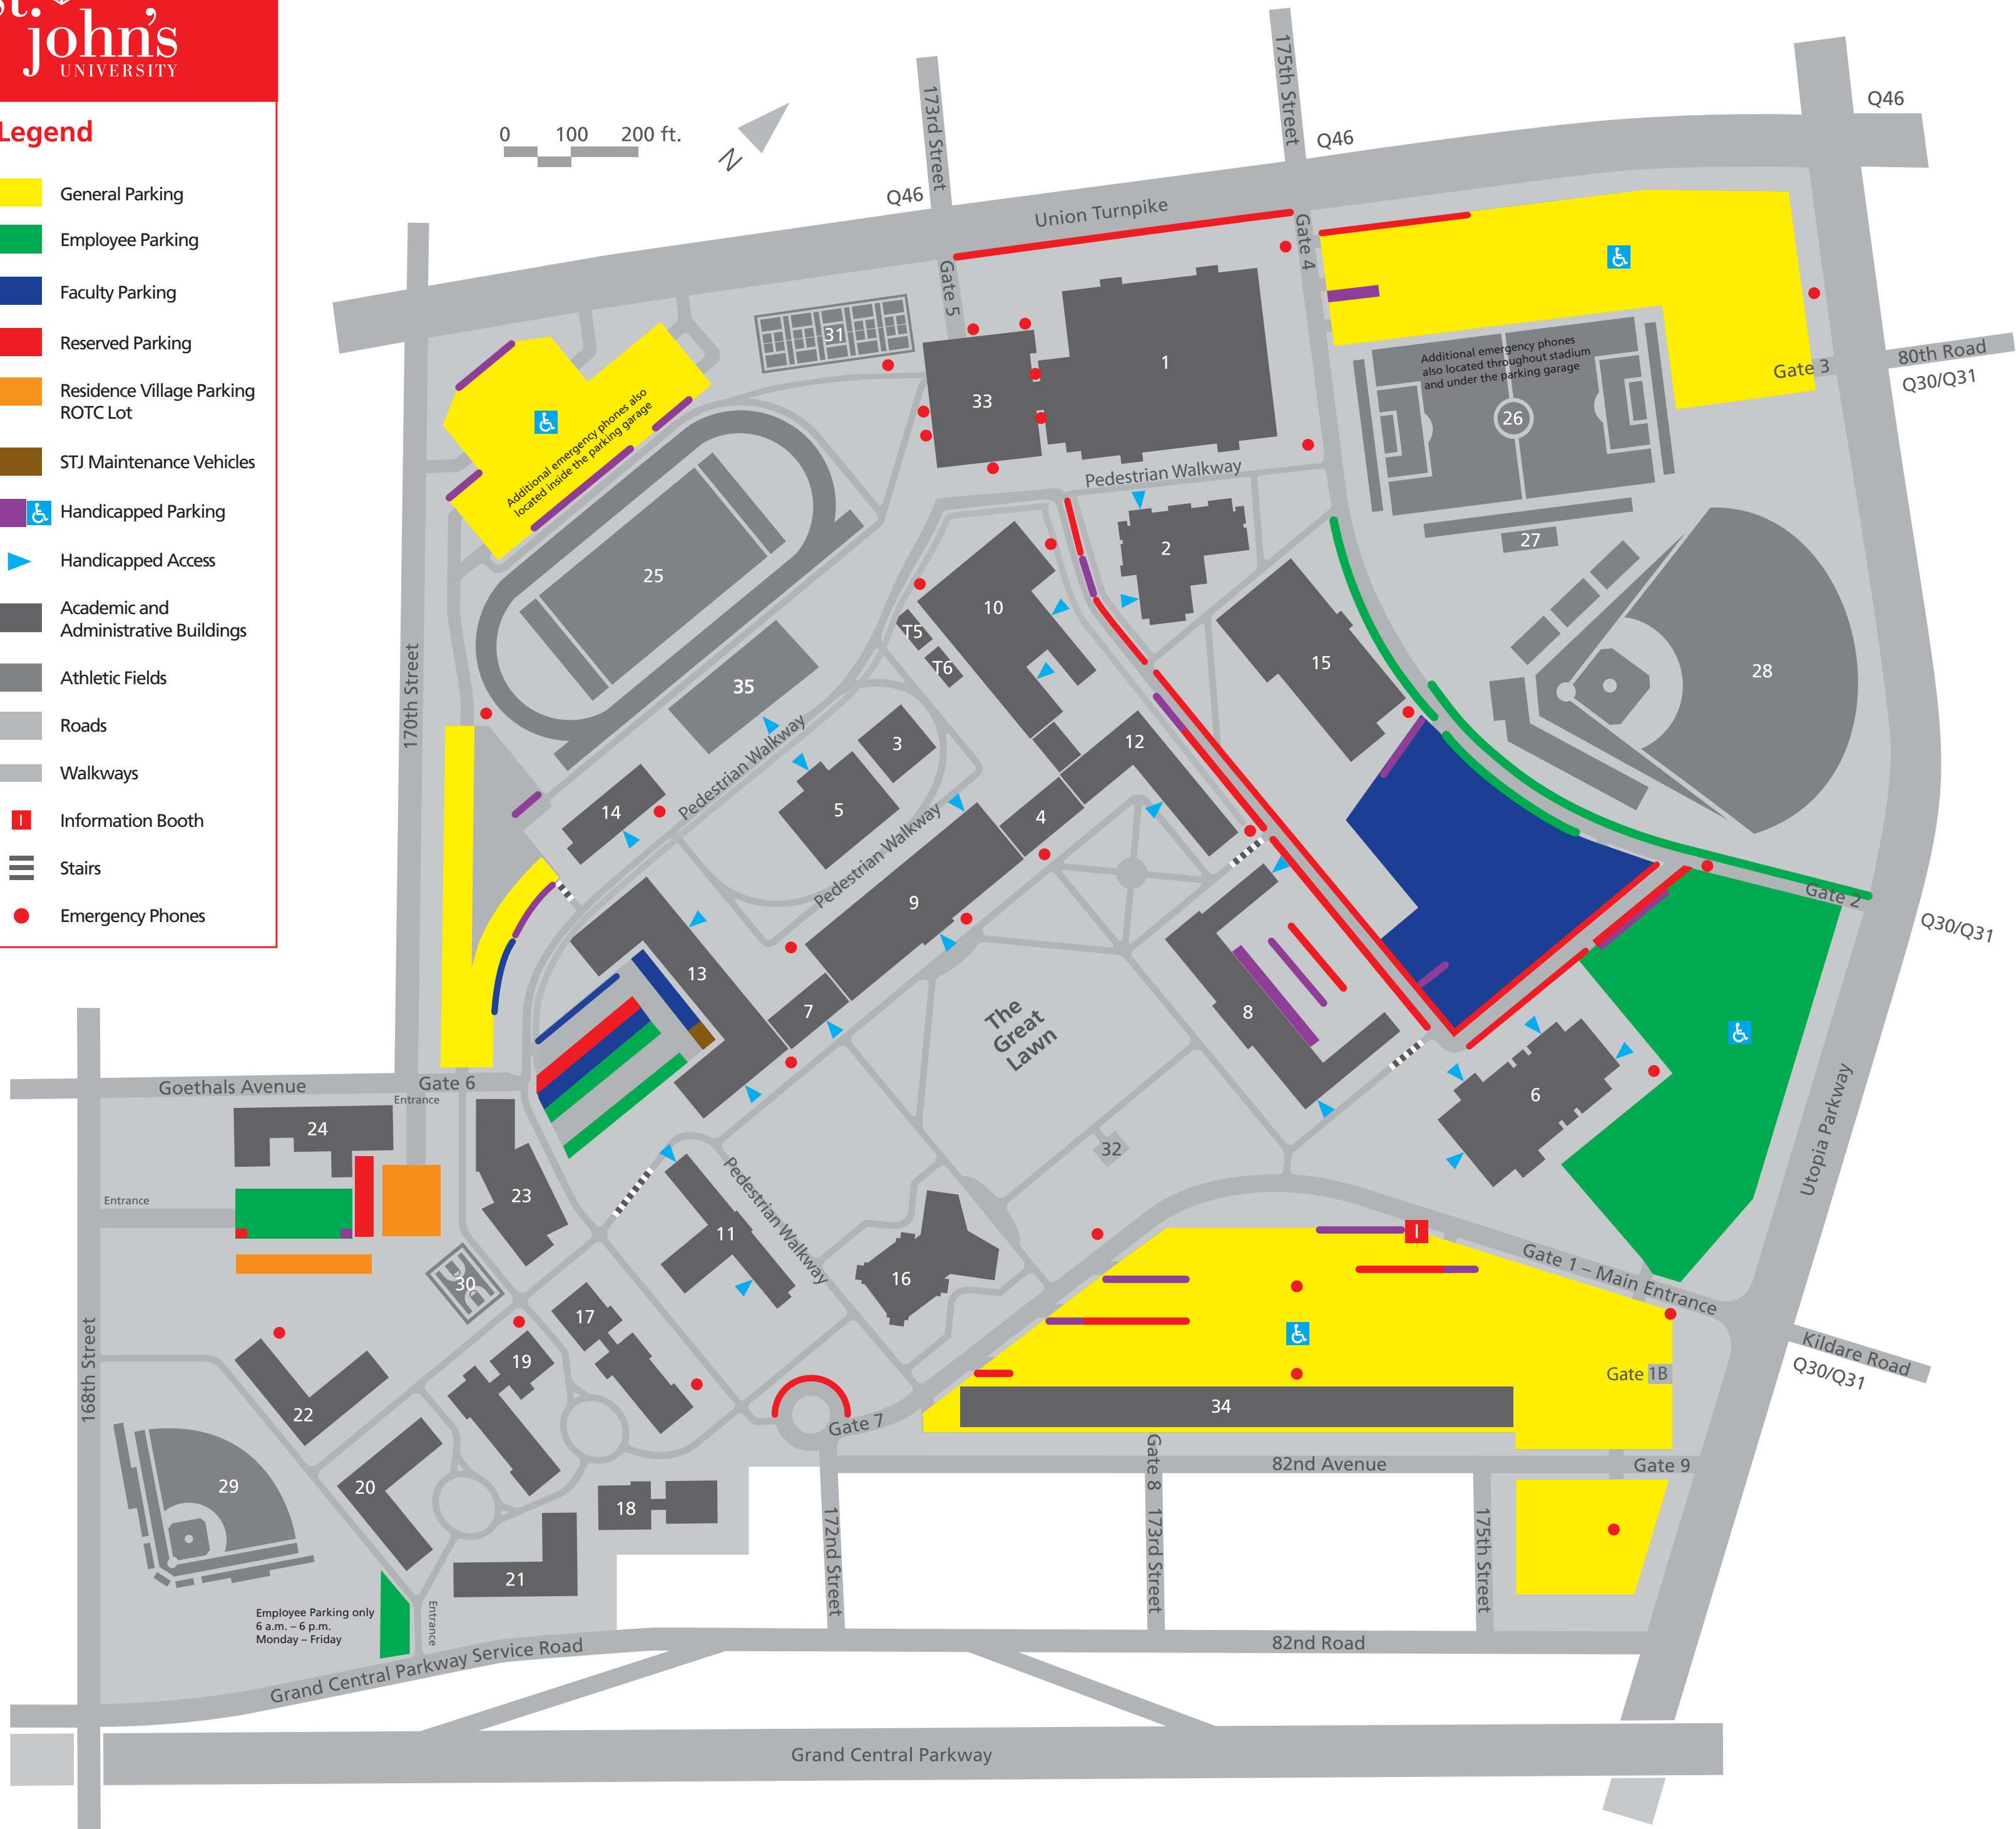 st.
john's
UNIVERSITY
Legend
General Parking
Employee Parking
Faculty Parking
Reserved Parking
Residence Village Parking
ROTC Lot
STJ Maintenance Vehicles
Handicapped Parking
Handicapped Access
Academic and
Administrative Buildings
Athletic Fields
Roads
Walkways
I
Information Booth
Stairs
Emergency Phones
0 100 200 ft.
N
173rd Street
175th Street
Q46
Q46
Q46
Union Turnpike
Gate 5
Gate 4
Gate 3
80th Road
Q30/Q31
31
33
1
Additional emergency phones also
located inside the parking garage
Additional emergency phones
also located throughout stadium
and under the parking garage
26
27
28
Pedestrian Walkway
2
25
10
T5
T6
15
35
170th Street
Pedestrian Walkway
3
5
12
4
14
Pedestrian Walkway
9
13
7
8
Gate 2
Q30/Q31
The
Great
Lawn
6
Utopia Parkway
Goethals Avenue
Gate 6
Entrance
24
Entrance
23
32
11
Pedestrian Walkway
16
30
17
19
I
Gate 1 – Main Entrance
Kildare Road
Q30/Q31
Gate 1B
34
168th Street
22
Gate 7
29
20
18
21
Gate 8
82nd Avenue
Gate 9
172nd Street
173rd Street
175th Street
Employee Parking only
6 a.m. – 6 p.m.
Monday – Friday
Entrance
Grand Central Parkway Service Road
82nd Road
Grand Central Parkway